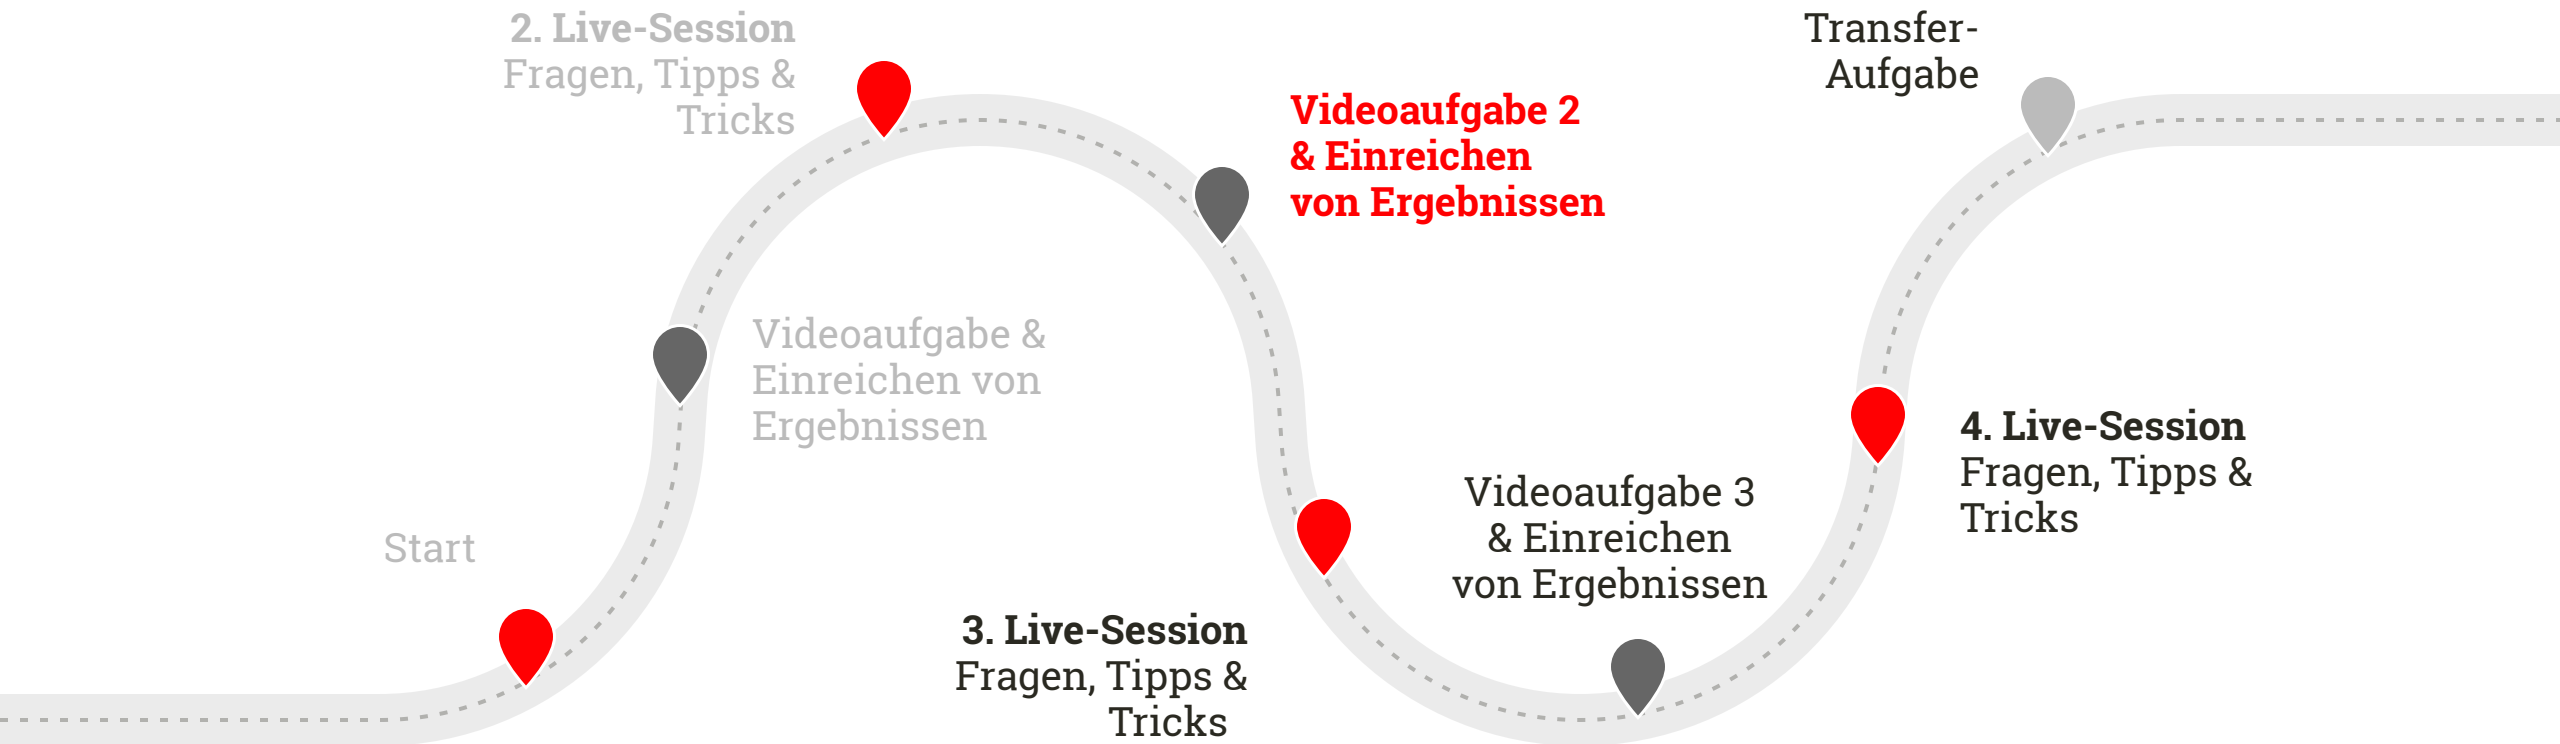 Start
Videoaufgabe &
Einreichen von
Ergebnissen
2. Live-Session
Fragen, Tipps &
Tricks
Videoaufgabe 2
& Einreichen
von Ergebnissen
3. Live-Session
Fragen, Tipps &
Tricks
Videoaufgabe 3
& Einreichen
von Ergebnissen
4. Live-Session
Fragen, Tipps &
Tricks
Transfer-
Aufgabe